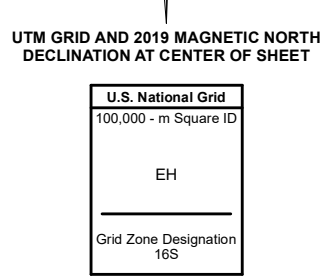 UTM GRID AND 2019 MAGNETIC NORTH
DECLINATION AT CENTER OF SHEET
U.S. National Grid
100,000 - m Square ID
EH
Grid Zone Designation
16S